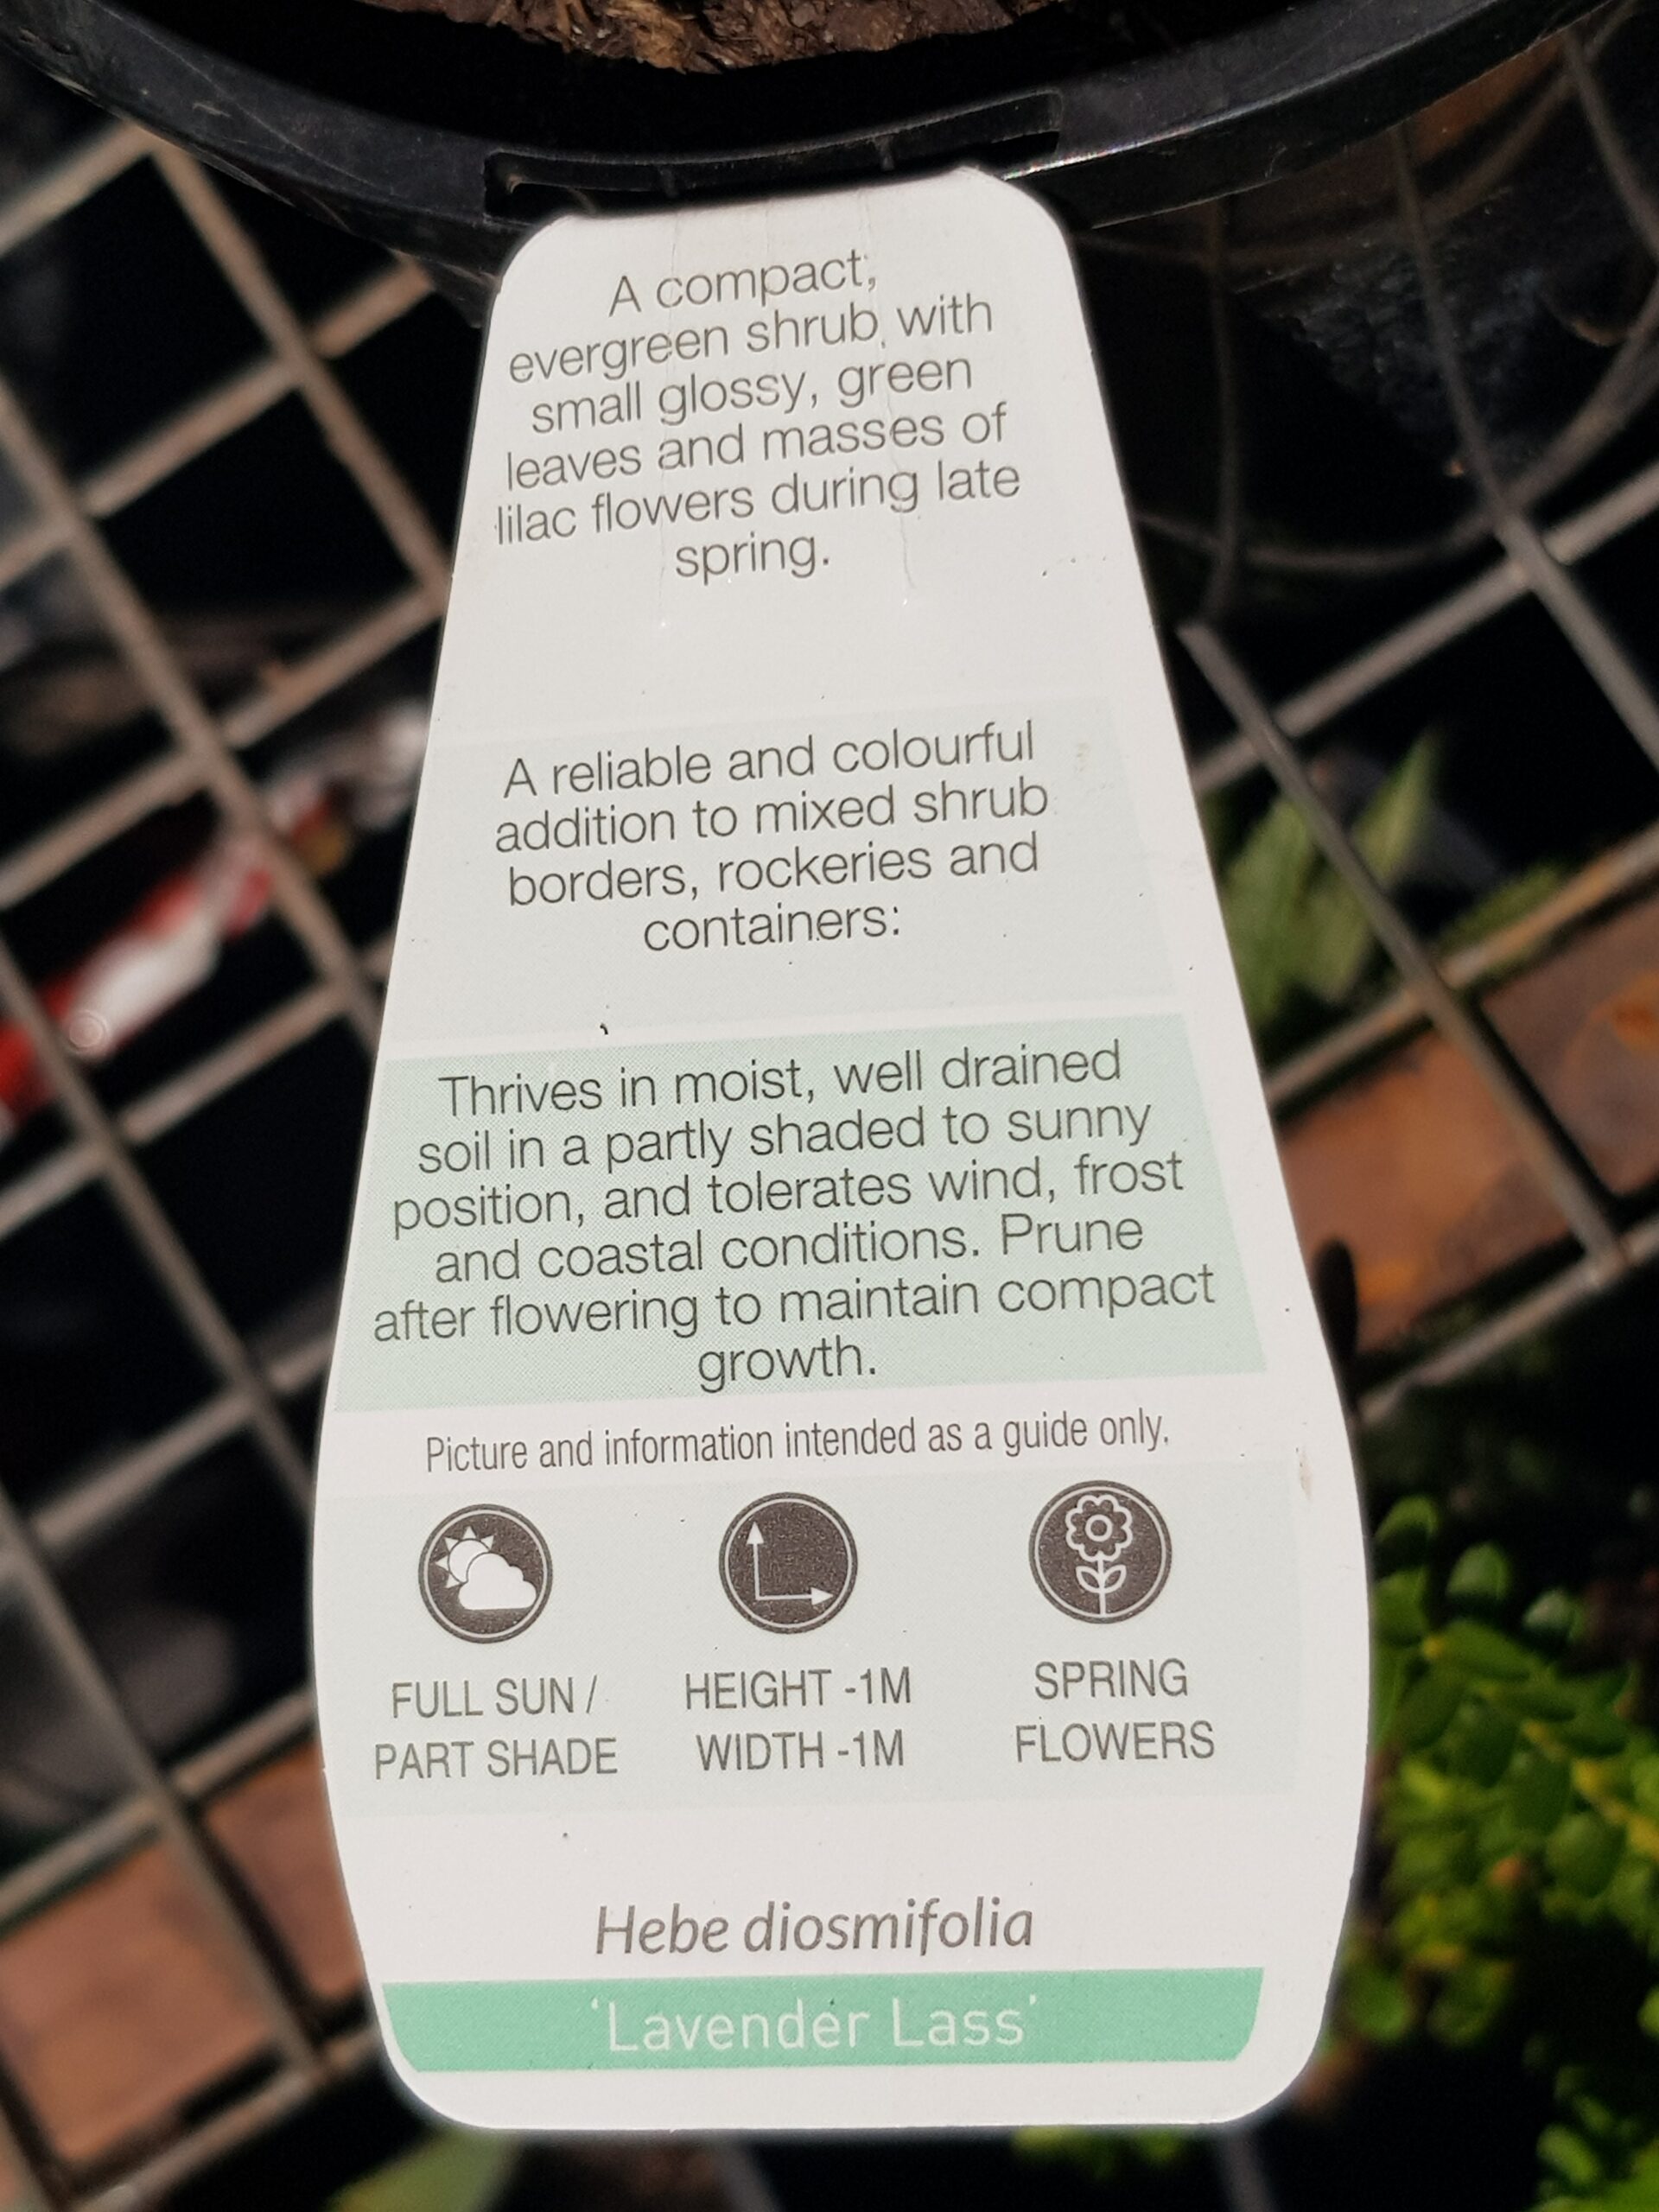 A compact,
evergreen shrub with
small glossy, green
leaves and masses of
lilac flowers during late
spring.
A reliable and colourful
addition to mixed shrub
borders, rockeries and
containers:
Thrives in moist, well drained
soil in a partly shaded to sunny
position, and tolerates wind, frost
and coastal conditions. Prune
after flowering to maintain compact
growth.
Picture and information intended as a guide only.
FULL SUN /
PART SHADE
HEIGHT -1M
WIDTH -1M
SPRING
FLOWERS
Hebe diosmifolia
'Lavender Lass'